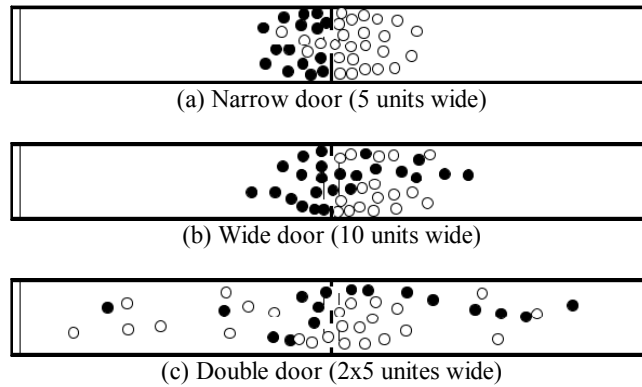 (a) Narrow door (5 units wide)
(b) Wide door (10 units wide)
(c) Double door (2x5 unites wide)